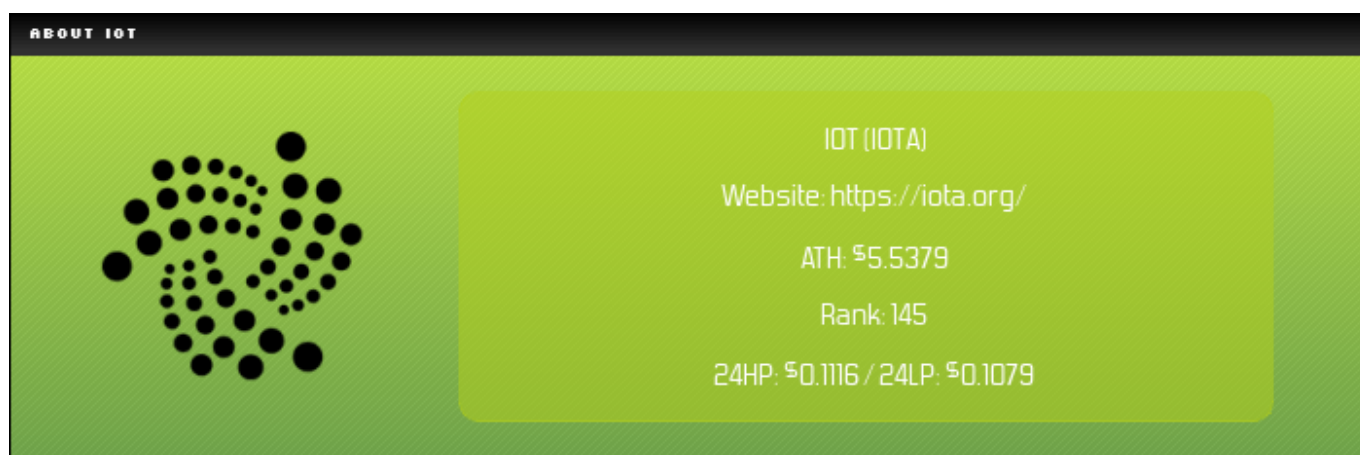 ABOUT IOT
IOT (IOTA)
Website: https://iota.org/
ATH: $5.5379
Rank: 145
24HP: $0.1116 / 24LP: $0.1079